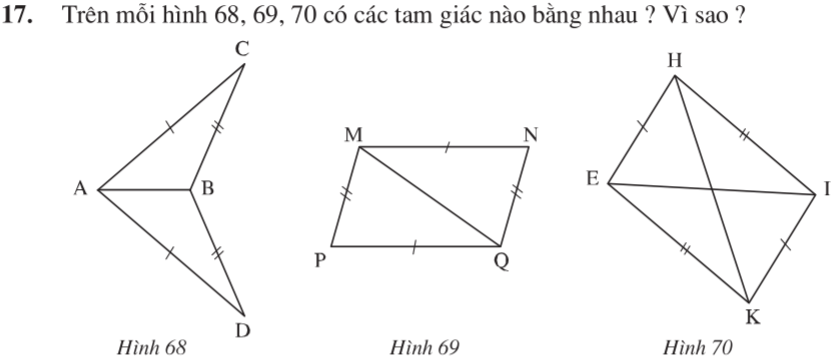 17. Trên mỗi hình 68, 69, 70 có các tam giác nào bằng nhau ? Vì sao ?
C
A
B
D
Hình 68
M
N
P
Q
Hình 69
H
E
I
K
Hình 70